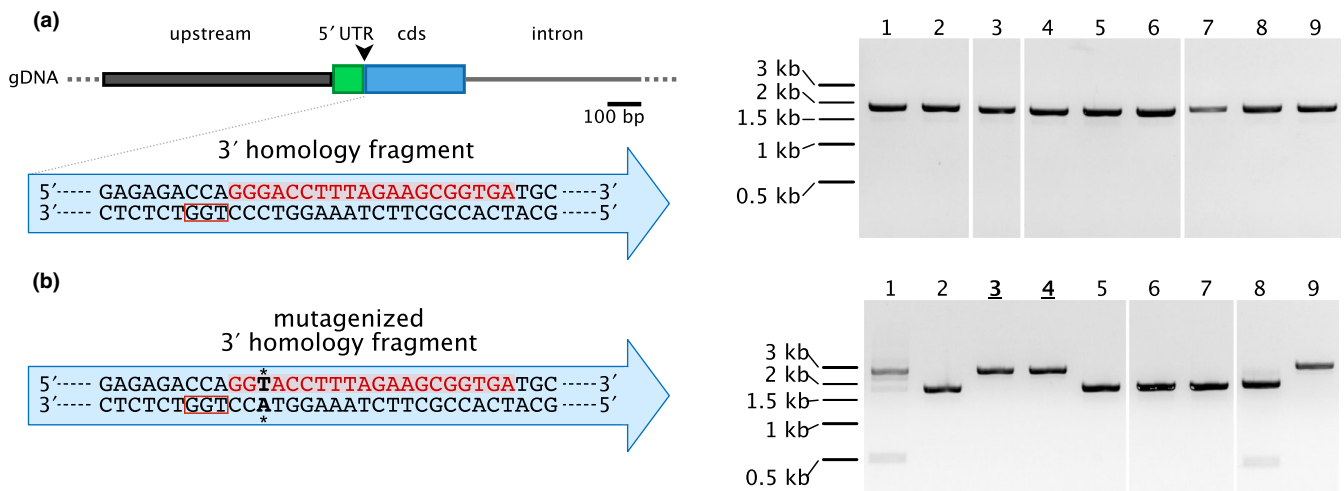 (a)
upstream 5′ UTR cds intron
gDNA
100 bp
3′ homology fragment
5′ GAGAGACCAGGGACCTTTAGAAGCGGTGATGC 3′
3′ CTCTCTGGTCCCTGGAAATCTTCGCCACTACG 5′
1 2 3 4 5 6 7 8 9
3 kb
2 kb
1.5 kb
1 kb
0.5 kb
(b)
mutagenized
3′ homology fragment
*
5′ GAGAGACCAGGTACCTTTAGAAGCGGTGATGC 3′
3′ CTCTCTGGTCCATGGAAATCTTCGCCACTACG 5′
*
1 2 3 4 5 6 7 8 9
3 kb
2 kb
1.5 kb
1 kb
0.5 kb